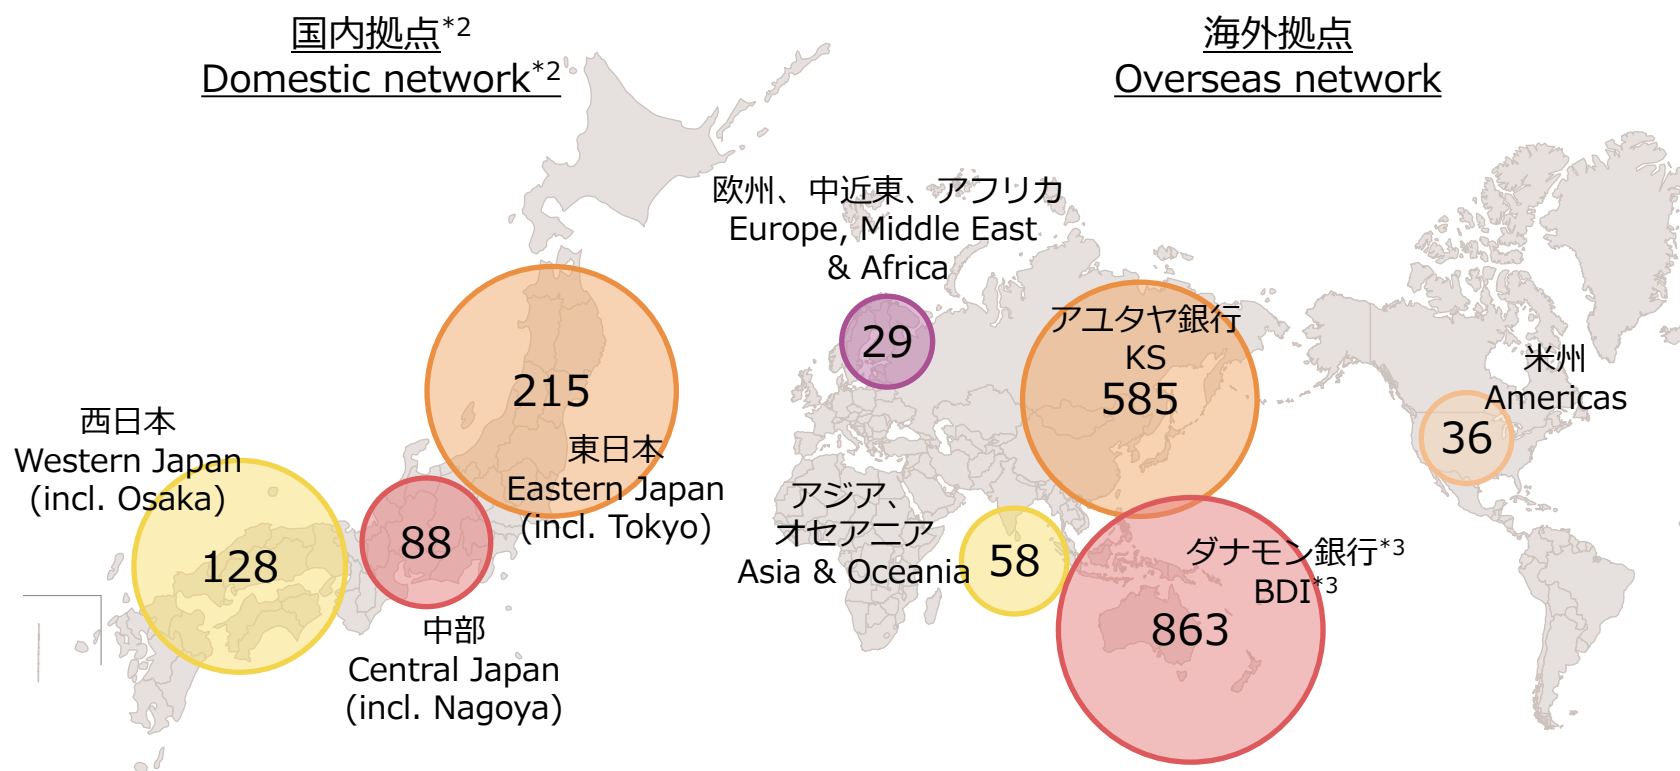 国内拠点*2
Domestic network*2
215
東日本
Eastern Japan
(incl. Tokyo)
西日本
Western Japan
(incl. Osaka)
128
88
中部
Central Japan
(incl. Nagoya)
海外拠点
Overseas network
欧州、中近東、アフリカ
Europe, Middle East
& Africa
29
アユタヤ銀行
KS
585
米州
Americas
36
アジア、
オセアニア
Asia & Oceania
58
ダナモン銀行*3
BDI*3
863